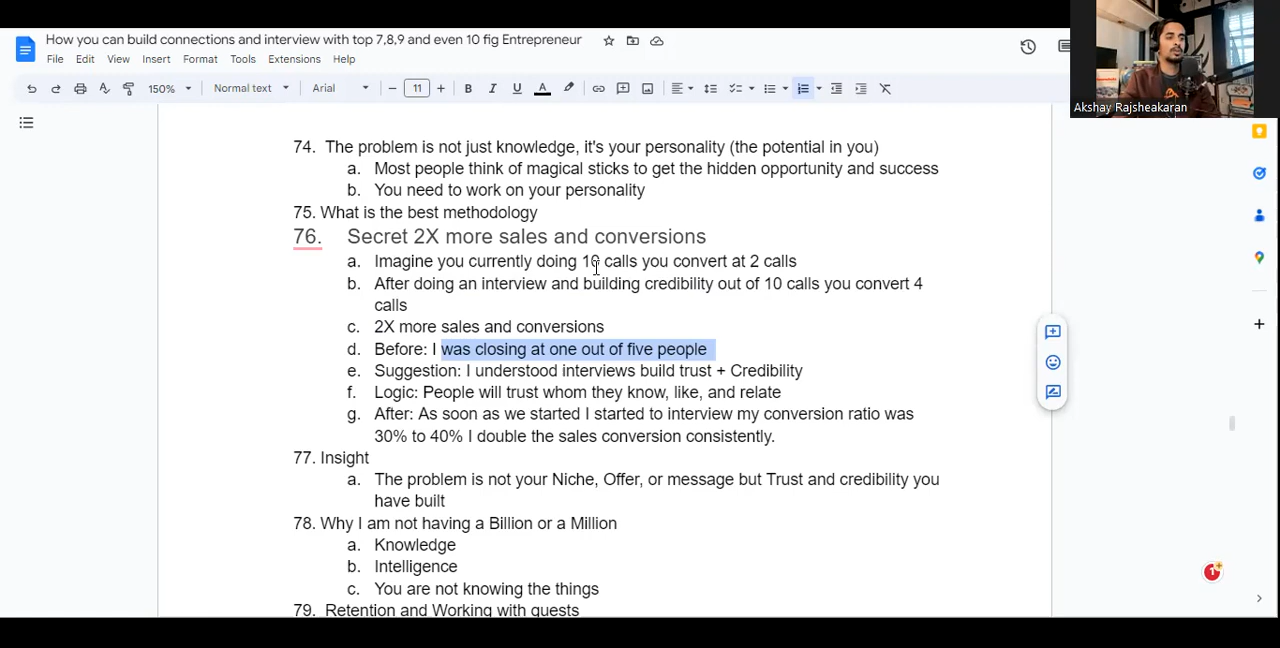 How you can build connections and interview with top 7,8,9 and even 10 fig Entrepreneur
File Edit View Insert Format Tools Extensions Help
150% Normal text Arial 11 B I U A
Akshay Rajsheakaran
74. The problem is not just knowledge, it's your personality (the potential in you)
a. Most people think of magical sticks to get the hidden opportunity and success
b. You need to work on your personality
75. What is the best methodology
76. Secret 2X more sales and conversions
a. Imagine you currently doing 10 calls you convert at 2 calls
b. After doing an interview and building credibility out of 10 calls you convert 4
calls
c. 2X more sales and conversions
d. Before: I was closing at one out of five people
e. Suggestion: I understood interviews build trust + Credibility
f. Logic: People will trust whom they know, like, and relate
g. After: As soon as we started I started to interview my conversion ratio was
30% to 40% I double the sales conversion consistently.
77. Insight
a. The problem is not your Niche, Offer, or message but Trust and credibility you
have built
78. Why I am not having a Billion or a Million
a. Knowledge
b. Intelligence
c. You are not knowing the things
79. Retention and Working with guests